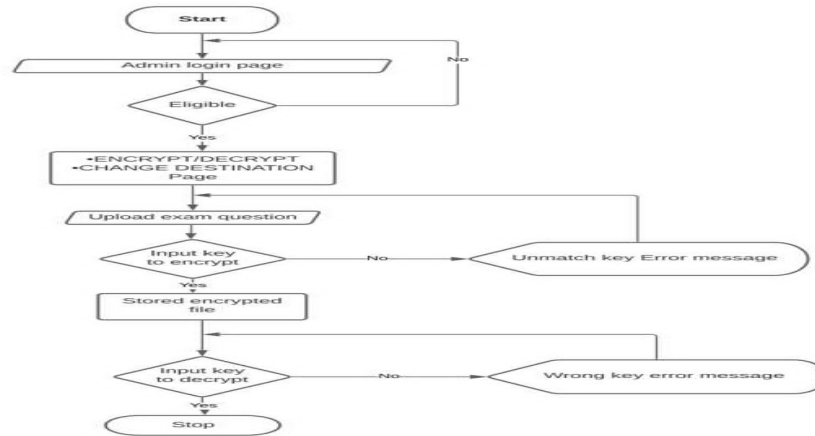 Start
No
Admin login page
Eligible
Yes
•ENCRYPT/DECRYPT
•CHANGE DESTINATION
Page
Upload exam question
Input key
to encrypt
No
Unmatch key Error message
Yes
Stored encrypted
file
Input key
to decrypt
No
Wrong key error message
Yes
Stop